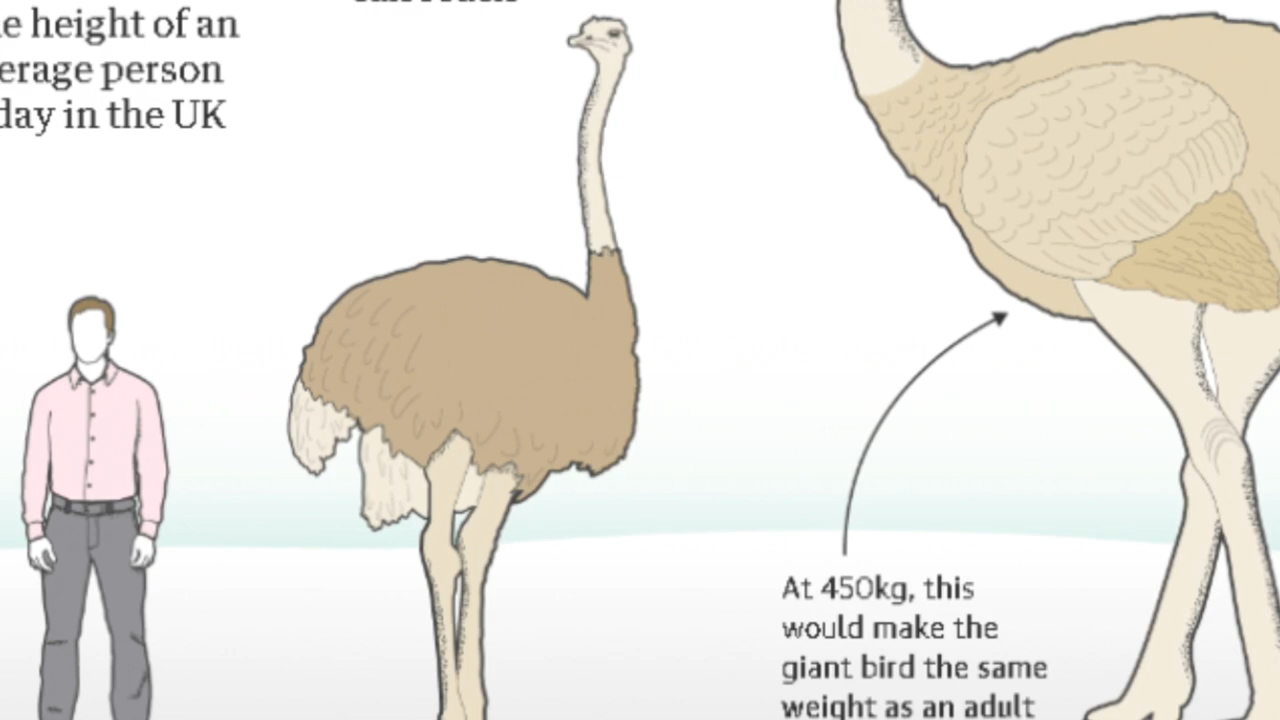 e height of an
erage person
day in the UK
At 450kg, this
would make the
giant bird the same
weight as an adult